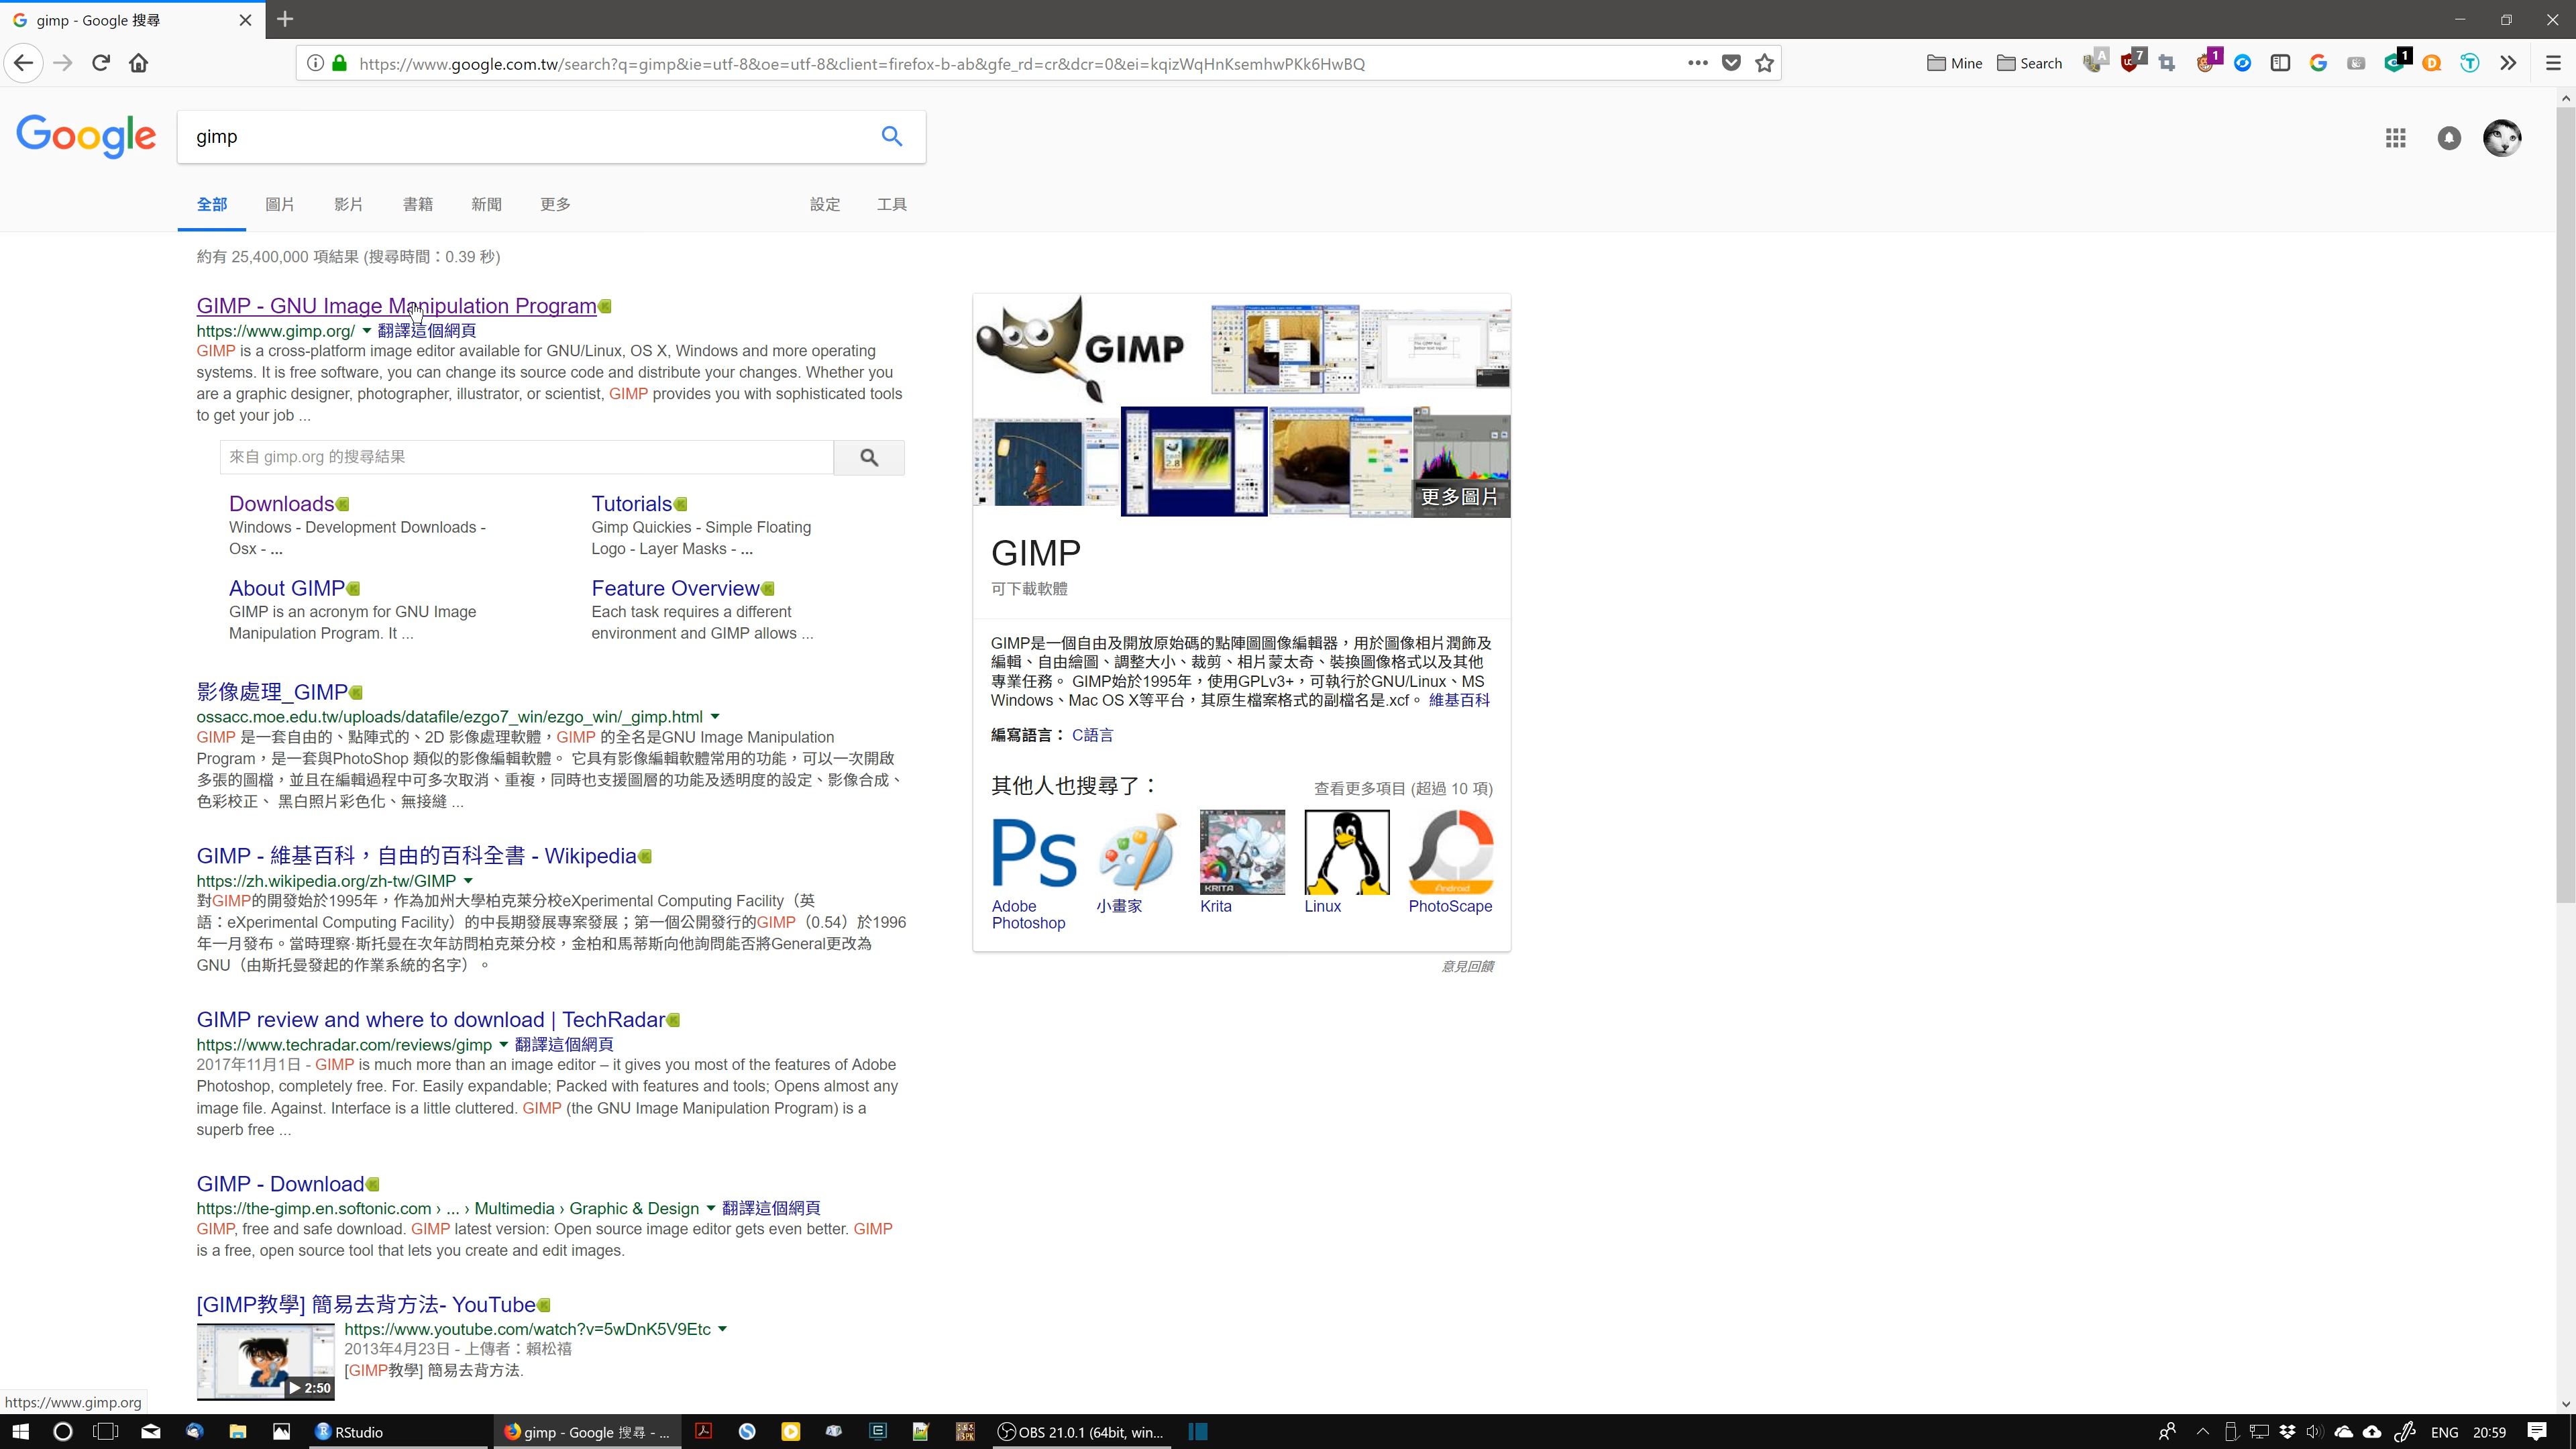 gimp - Google 搜尋
https://www.google.com.tw/search?q=gimp&ie=utf-8&oe=utf-8&client=firefox-b-ab&gfe_rd=cr&dcr=0&ei=kqizWqHnKsemhwPKk6HwBQ
Mine
Search
A
7
1
1
Google
gimp
全部
圖片
影片
書籍
新聞
更多
設定
工具
約有 25,400,000 項結果 (搜尋時間：0.39 秒)
GIMP - GNU Image Manipulation Program
https://www.gimp.org/ 翻譯這個網頁
GIMP is a cross-platform image editor available for GNU/Linux, OS X, Windows and more operating
systems. It is free software, you can change its source code and distribute your changes. Whether you
are a graphic designer, photographer, illustrator, or scientist, GIMP provides you with sophisticated tools
to get your job ...
來自 gimp.org 的搜尋結果
Downloads
Windows - Development Downloads -
Osx - ...
Tutorials
Gimp Quickies - Simple Floating
Logo - Layer Masks - ...
About GIMP
GIMP is an acronym for GNU Image
Manipulation Program. It ...
Feature Overview
Each task requires a different
environment and GIMP allows ...
影像處理_GIMP
ossacc.moe.edu.tw/uploads/datafile/ezgo7_win/ezgo_win/_gimp.html
GIMP 是一套自由的、點陣式的、2D 影像處理軟體，GIMP 的全名是GNU Image Manipulation
Program，是一套與PhotoShop 類似的影像編輯軟體。 它具有影像編輯軟體常用的功能，可以一次開啟
多張的圖檔，並且在編輯過程中可多次取消、重複，同時也支援圖層的功能及透明度的設定、影像合成、
色彩校正、 黑白照片彩色化、無接縫 ...
GIMP - 維基百科，自由的百科全書 - Wikipedia
https://zh.wikipedia.org/zh-tw/GIMP
對GIMP的開發始於1995年，作為加州大學柏克萊分校eXperimental Computing Facility（英
語：eXperimental Computing Facility）的中長期發展專案發展；第一個公開發行的GIMP（0.54）於1996
年一月發布。當時理察·斯托曼在次年訪問柏克萊分校，金柏和馬蒂斯向他詢問能否將General更改為
GNU（由斯托曼發起的作業系統的名字）。
GIMP review and where to download | TechRadar
https://www.techradar.com/reviews/gimp 翻譯這個網頁
2017年11月1日 - GIMP is much more than an image editor – it gives you most of the features of Adobe
Photoshop, completely free. For. Easily expandable; Packed with features and tools; Opens almost any
image file. Against. Interface is a little cluttered. GIMP (the GNU Image Manipulation Program) is a
superb free ...
GIMP - Download
https://the-gimp.en.softonic.com › ... › Multimedia › Graphic & Design 翻譯這個網頁
GIMP, free and safe download. GIMP latest version: Open source image editor gets even better. GIMP
is a free, open source tool that lets you create and edit images.
[GIMP教學] 簡易去背方法- YouTube
https://www.youtube.com/watch?v=5wDnK5V9Etc
2013年4月23日 - 上傳者：賴松禧
[GIMP教學] 簡易去背方法.
2:50
GIMP
更多圖片
GIMP
可下載軟體
GIMP是一個自由及開放原始碼的點陣圖圖像編輯器，用於圖像相片潤飾及
編輯、自由繪圖、調整大小、裁剪、相片蒙太奇、裝換圖像格式以及其他
專業任務。 GIMP始於1995年，使用GPLv3+，可執行於GNU/Linux、MS
Windows、Mac OS X等平台，其原生檔案格式的副檔名是.xcf。 維基百科
編寫語言： C語言
其他人也搜尋了：
查看更多項目 (超過 10 項)
Ps
KRITA
Android
Adobe
Photoshop
小畫家
Krita
Linux
PhotoScape
意見回饋
https://www.gimp.org
RStudio
gimp - Google 搜尋 - ...
OBS 21.0.1 (64bit, win...
ENG
20:59